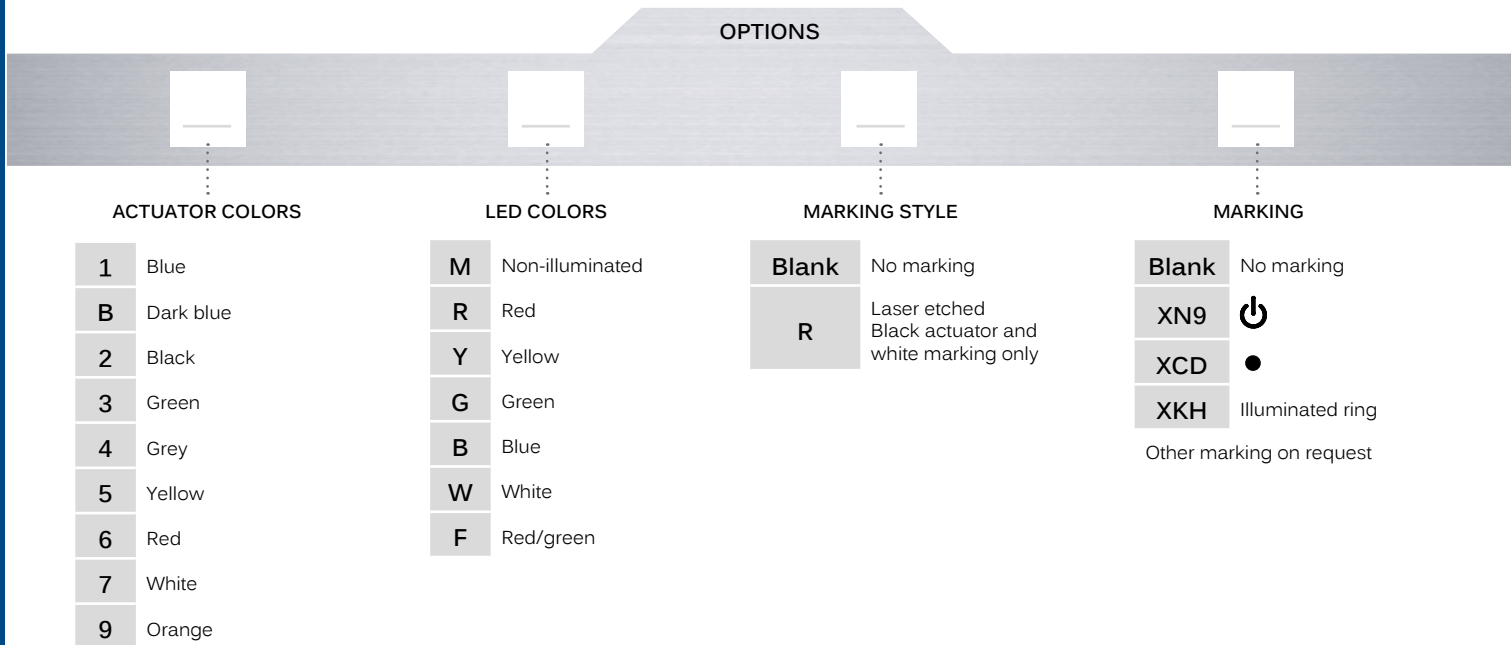 OPTIONS
ACTUATOR COLORS
1 Blue
B Dark blue
2 Black
3 Green
4 Grey
5 Yellow
6 Red
7 White
9 Orange
LED COLORS
M Non-illuminated
R Red
Y Yellow
G Green
B Blue
W White
F Red/green
MARKING STYLE
Blank No marking
R Laser etched
Black actuator and
white marking only
MARKING
Blank No marking
XN9
XCD
XKH Illuminated ring
Other marking on request